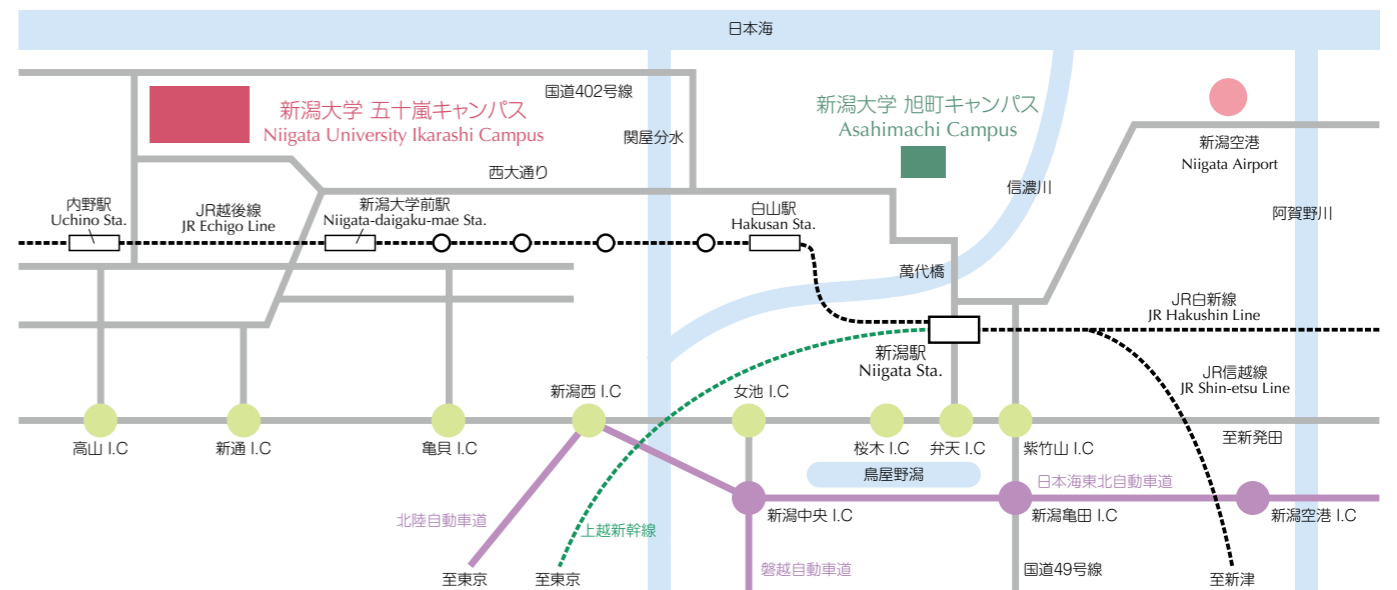 日本海
国道402号線
新潟大学 五十嵐キャンパス
Niigata University Ikarashi Campus
関屋分水
新潟大学 旭町キャンパス
Asahimachi Campus
新潟空港
Niigata Airport
西大通り
信濃川
阿賀野川
内野駅
Uchino Sta.
JR越後線
JR Echigo Line
新潟大学前駅
Niigata-daigaku-mae Sta.
白山駅
Hakusan Sta.
萬代橋
JR白新線
JR Hakushin Line
新潟駅
Niigata Sta.
JR信越線
JR Shin-etsu Line
新潟西 I.C
女池 I.C
高山 I.C
新通 I.C
亀貝 I.C
桜木 I.C
弁天 I.C
紫竹山 I.C
至新発田
鳥屋野潟
日本海東北自動車道
北陸自動車道
上越新幹線
新潟中央 I.C
新潟亀田 I.C
新潟空港 I.C
磐越自動車道
国道49号線
至東京
至東京
至新津